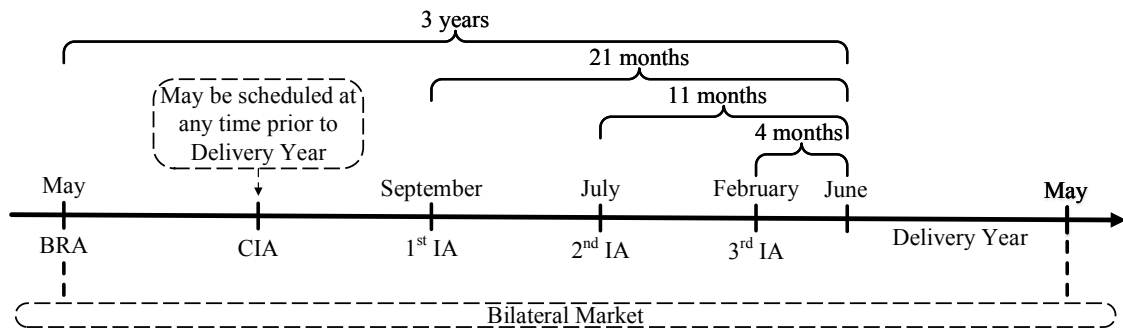 3 years
21 months
May be scheduled at
any time prior to
Delivery Year
11 months
4 months
May
September
July
February
June
May
BRA
CIA
1st IA
2nd IA
3rd IA
Delivery Year
Bilateral Market